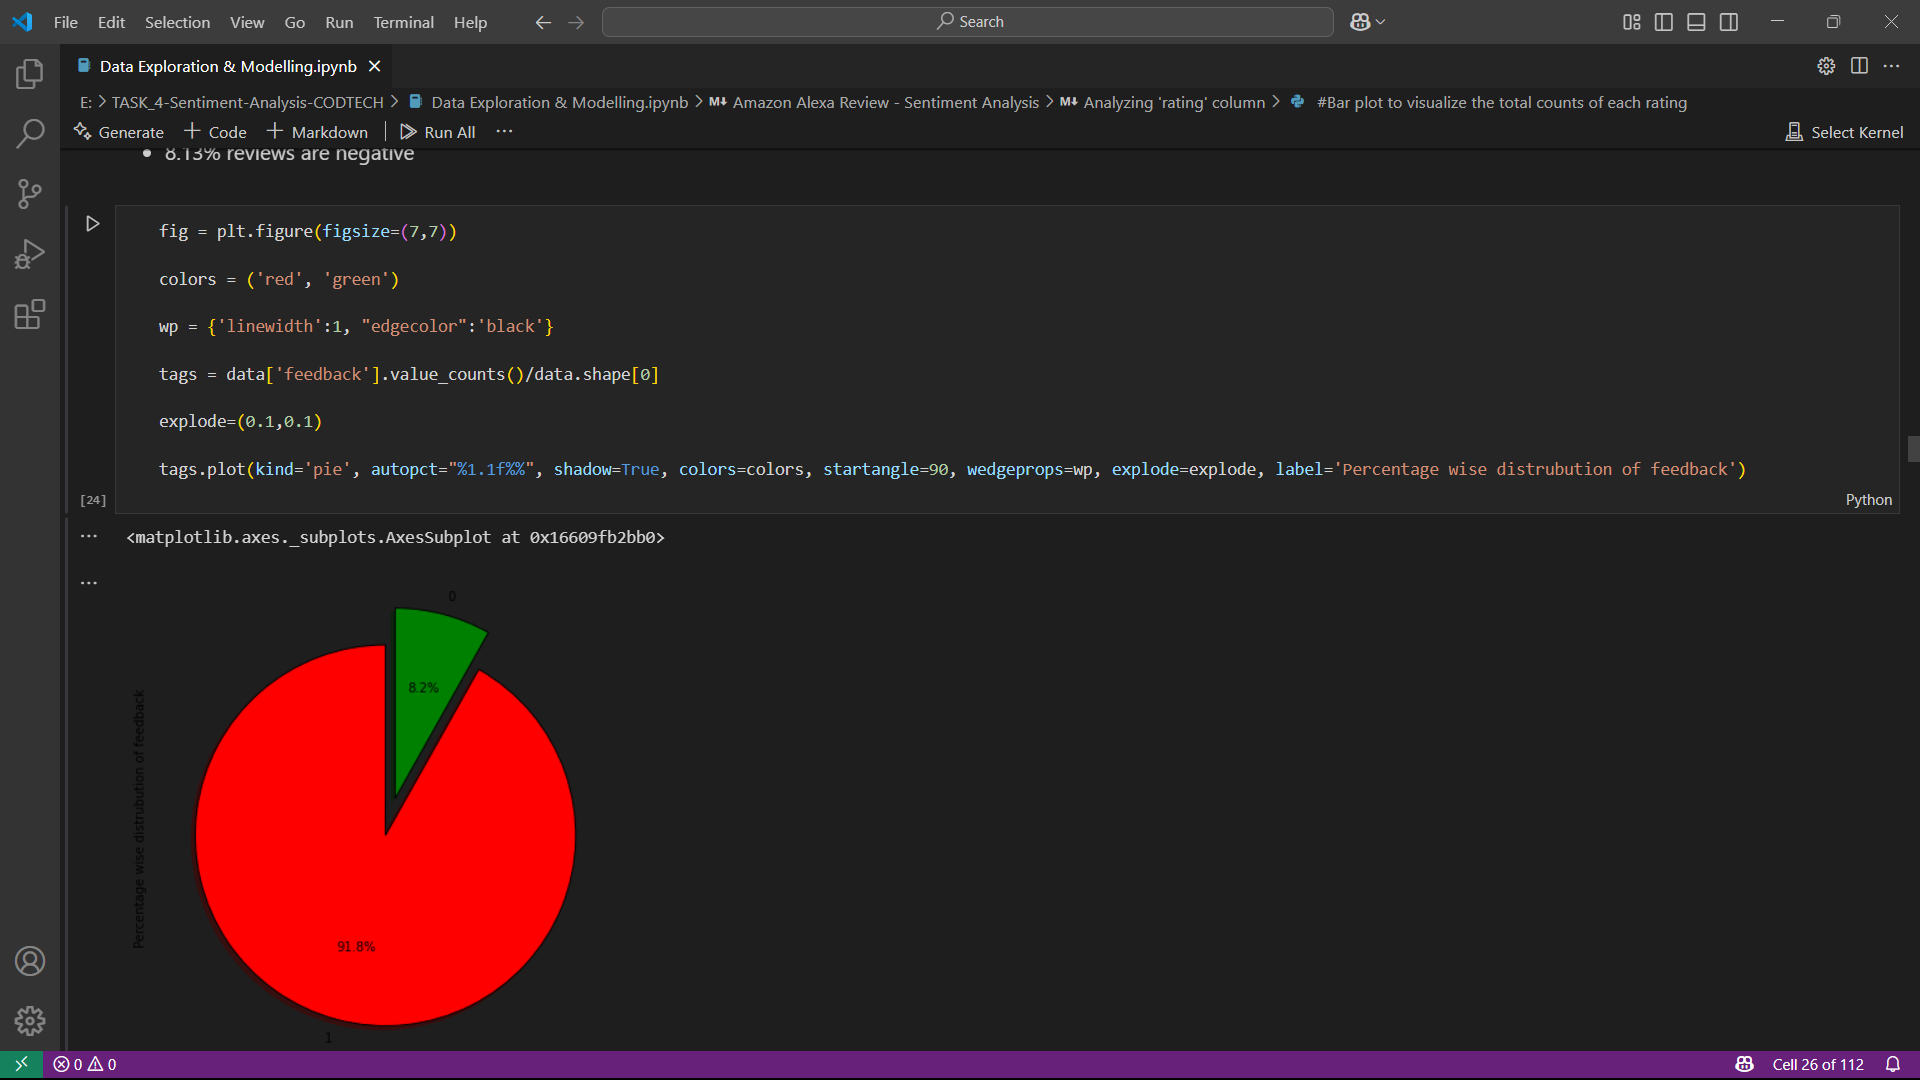 File Edit Selection View Go Run Terminal Help Search
Data Exploration & Modelling.ipynb
E: TASK_4-Sentiment-Analysis-CODTECH Data Exploration & Modelling.ipynb M↓ Amazon Alexa Review - Sentiment Analysis M↓ Analyzing 'rating' column #Bar plot to visualize the total counts of each rating
Generate Code Markdown Run All ... Select Kernel
• 8.13% reviews are negative
fig = plt.figure(figsize=(7,7))
colors = ('red', 'green')
wp = {'linewidth':1, "edgecolor":'black'}
tags = data['feedback'].value_counts()/data.shape[0]
explode=(0.1,0.1)
tags.plot(kind='pie', autopct="%1.1f%%", shadow=True, colors=colors, startangle=90, wedgeprops=wp, explode=explode, label='Percentage wise distrubution of feedback')
[24]
Python
... <matplotlib.axes._subplots.AxesSubplot at 0x16609fb2bb0>
...
0
8.2%
Percentage wise distrubution of feedback
91.8%
1
0 0 Cell 26 of 112